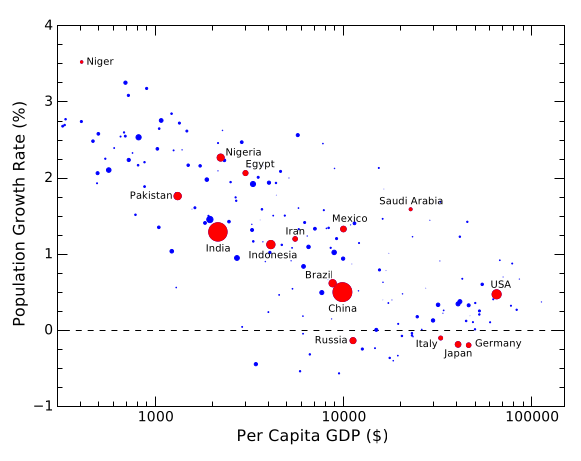 4
Niger
3
Nigeria
Egypt
2
Pakistan
Saudi Arabia
Mexico
Iran
India
Indonesia
1
Brazil
USA
China
0
Russia
Italy
Germany
Japan
−1
1000
10000
100000
Per Capita GDP ($)
Population Growth Rate (%)